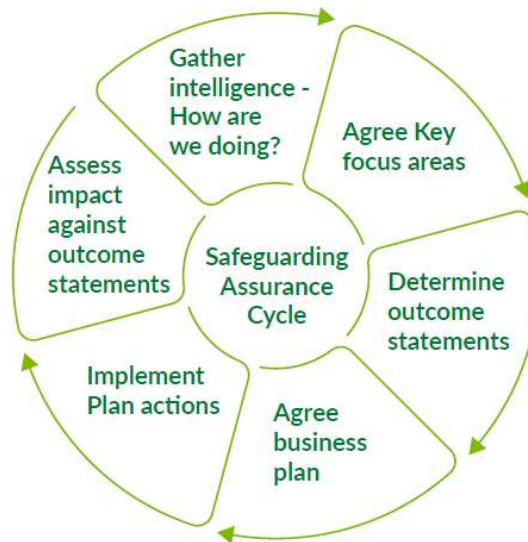 Gather
intelligence -
How are
we doing?
Agree Key
focus areas
Determine
outcome
statements
Agree
business
plan
Implement
Plan actions
Assess
impact
against
outcome
statements
Safeguarding
Assurance
Cycle